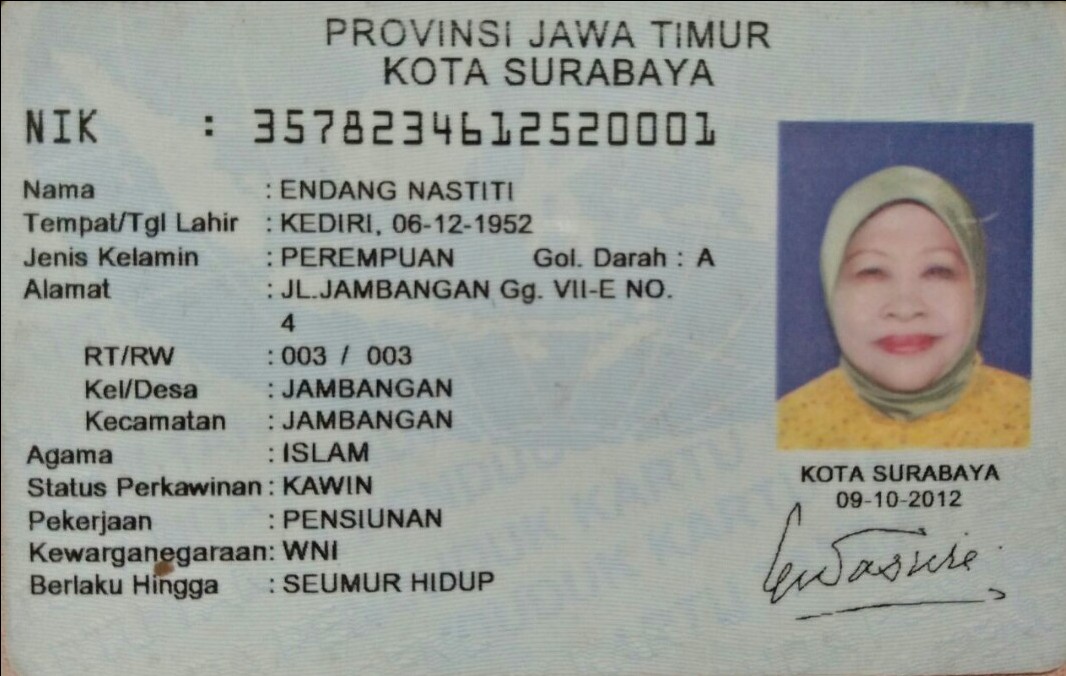 PROVINSI JAWA TIMUR
KOTA SURABAYA
NIK : 3578234612520001
Nama : ENDANG NASTITI
Tempat/Tgl Lahir : KEDIRI, 06-12-1952
Jenis Kelamin : PEREMPUAN Gol. Darah : A
Alamat : JL.JAMBANGAN Gg. VII-E NO.
4
RT/RW : 003 / 003
Kel/Desa : JAMBANGAN
Kecamatan : JAMBANGAN
Agama : ISLAM
Status Perkawinan : KAWIN
Pekerjaan : PENSIUNAN
Kewarganegaraan: WNI
Berlaku Hingga : SEUMUR HIDUP
KOTA SURABAYA
09-10-2012